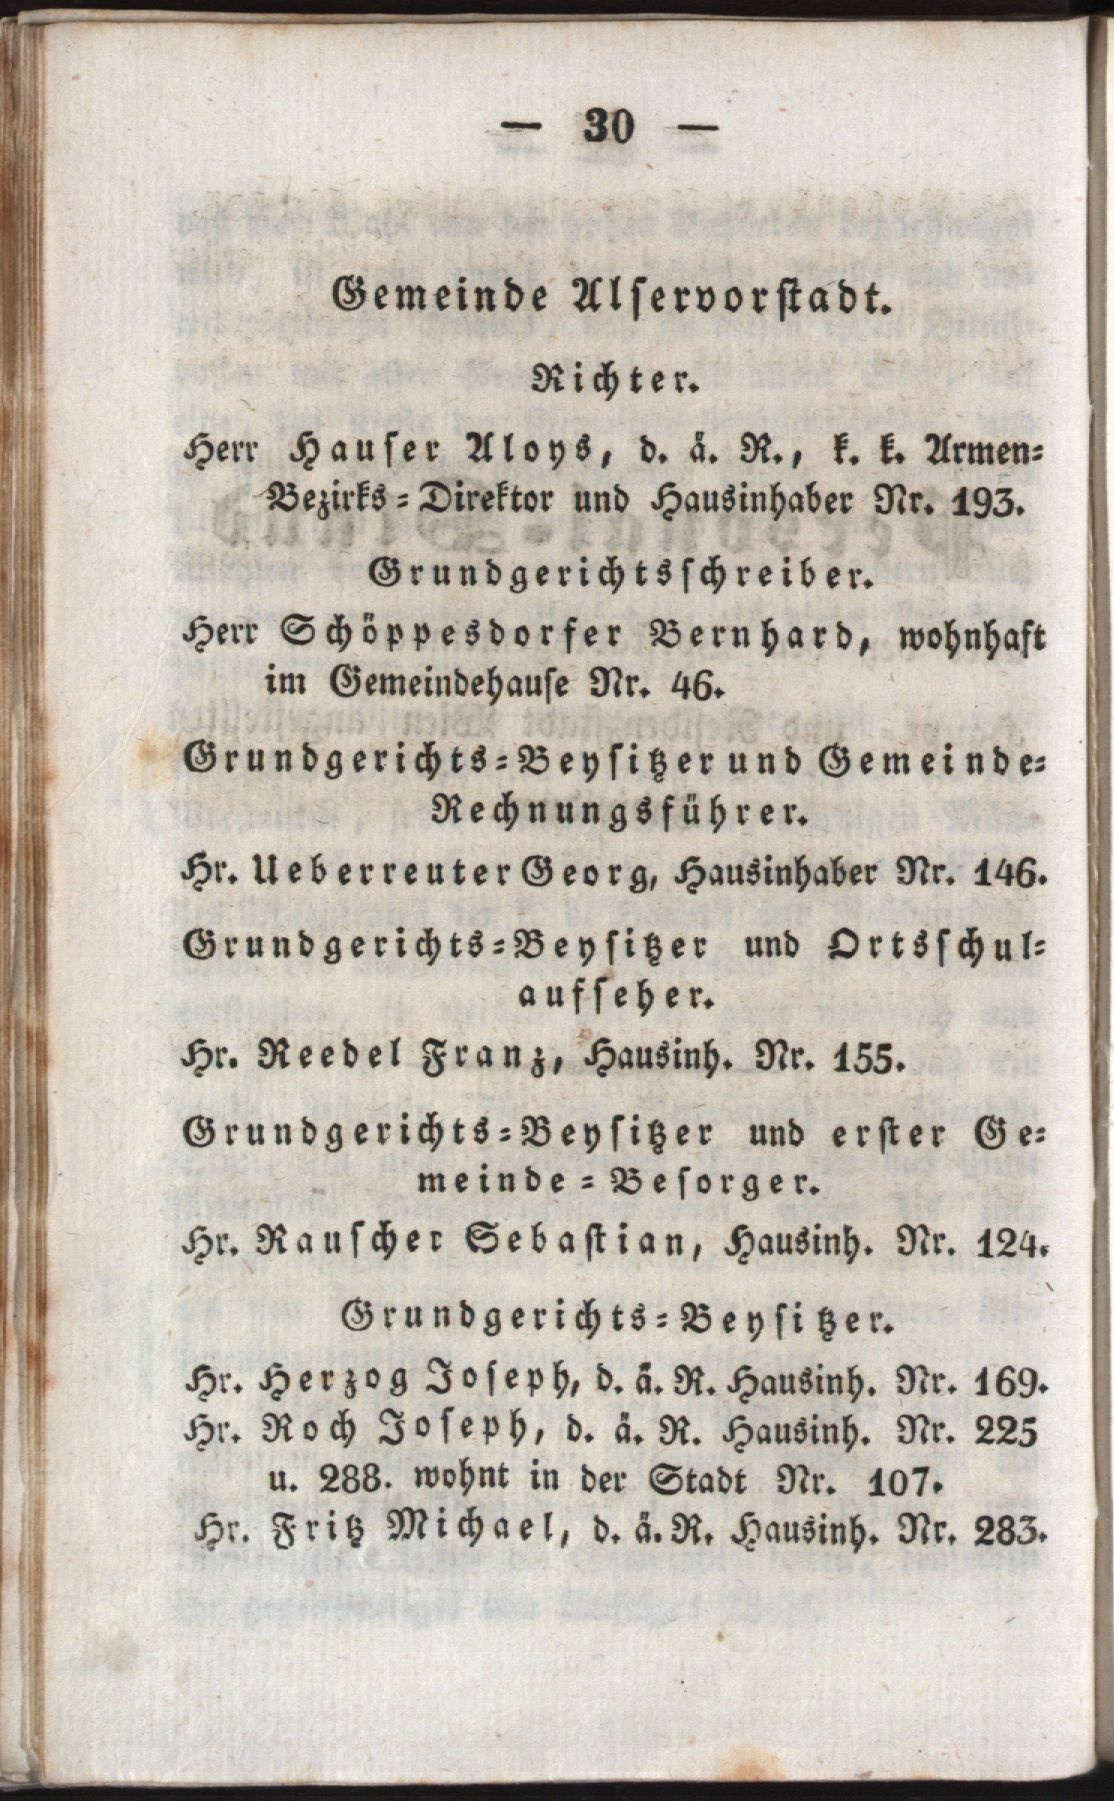 — 30 —
Gemeinde Alservorstadt.
Richter.
Herr Hauser Aloys, d. ä. R., k. k. Armen-
Bezirks-Direktor und Hausinhaber Nr. 193.
Grundgerichtsschreiber.
Herr Schöppesdorfer Bernhard, wohnhaft
im Gemeindehause Nr. 46.
Grundgerichts-Beysitzer und Gemeinde-
Rechnungsführer.
Hr. Ueberreuter Georg, Hausinhaber Nr. 146.
Grundgerichts-Beysitzer und Ortsschul-
aufseher.
Hr. Reedel Franz, Hausinh. Nr. 155.
Grundgerichts-Beysitzer und erster Ge-
meinde-Besorger.
Hr. Rauscher Sebastian, Hausinh. Nr. 124.
Grundgerichts-Beysitzer.
Hr. Herzog Joseph, d. ä. R. Hausinh. Nr. 169.
Hr. Roch Joseph, d. ä. R. Hausinh. Nr. 225
u. 288. wohnt in der Stadt Nr. 107.
Hr. Fritz Michael, d. ä. R. Hausinh. Nr. 283.